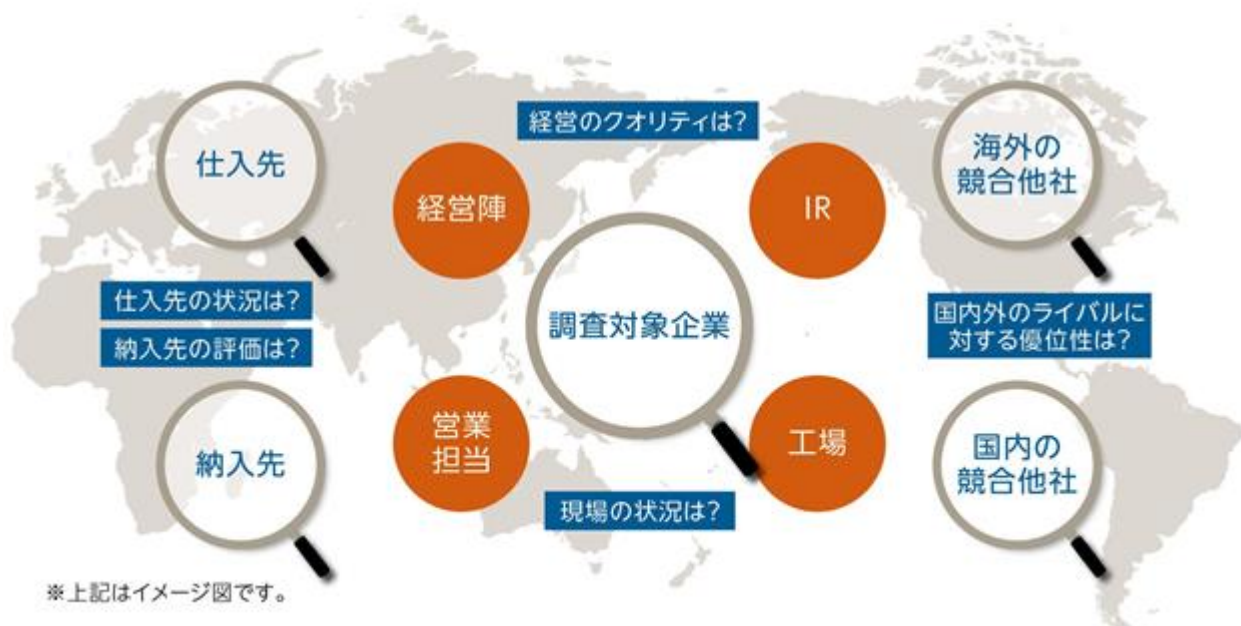 経営のクオリティは?
仕入先
経営陣
IR
海外の
競合他社
仕入先の状況は?
納入先の評価は?
調査対象企業
国内外のライバルに
対する優位性は?
納入先
営業
担当
工場
国内の
競合他社
現場の状況は?
※上記はイメージ図です。